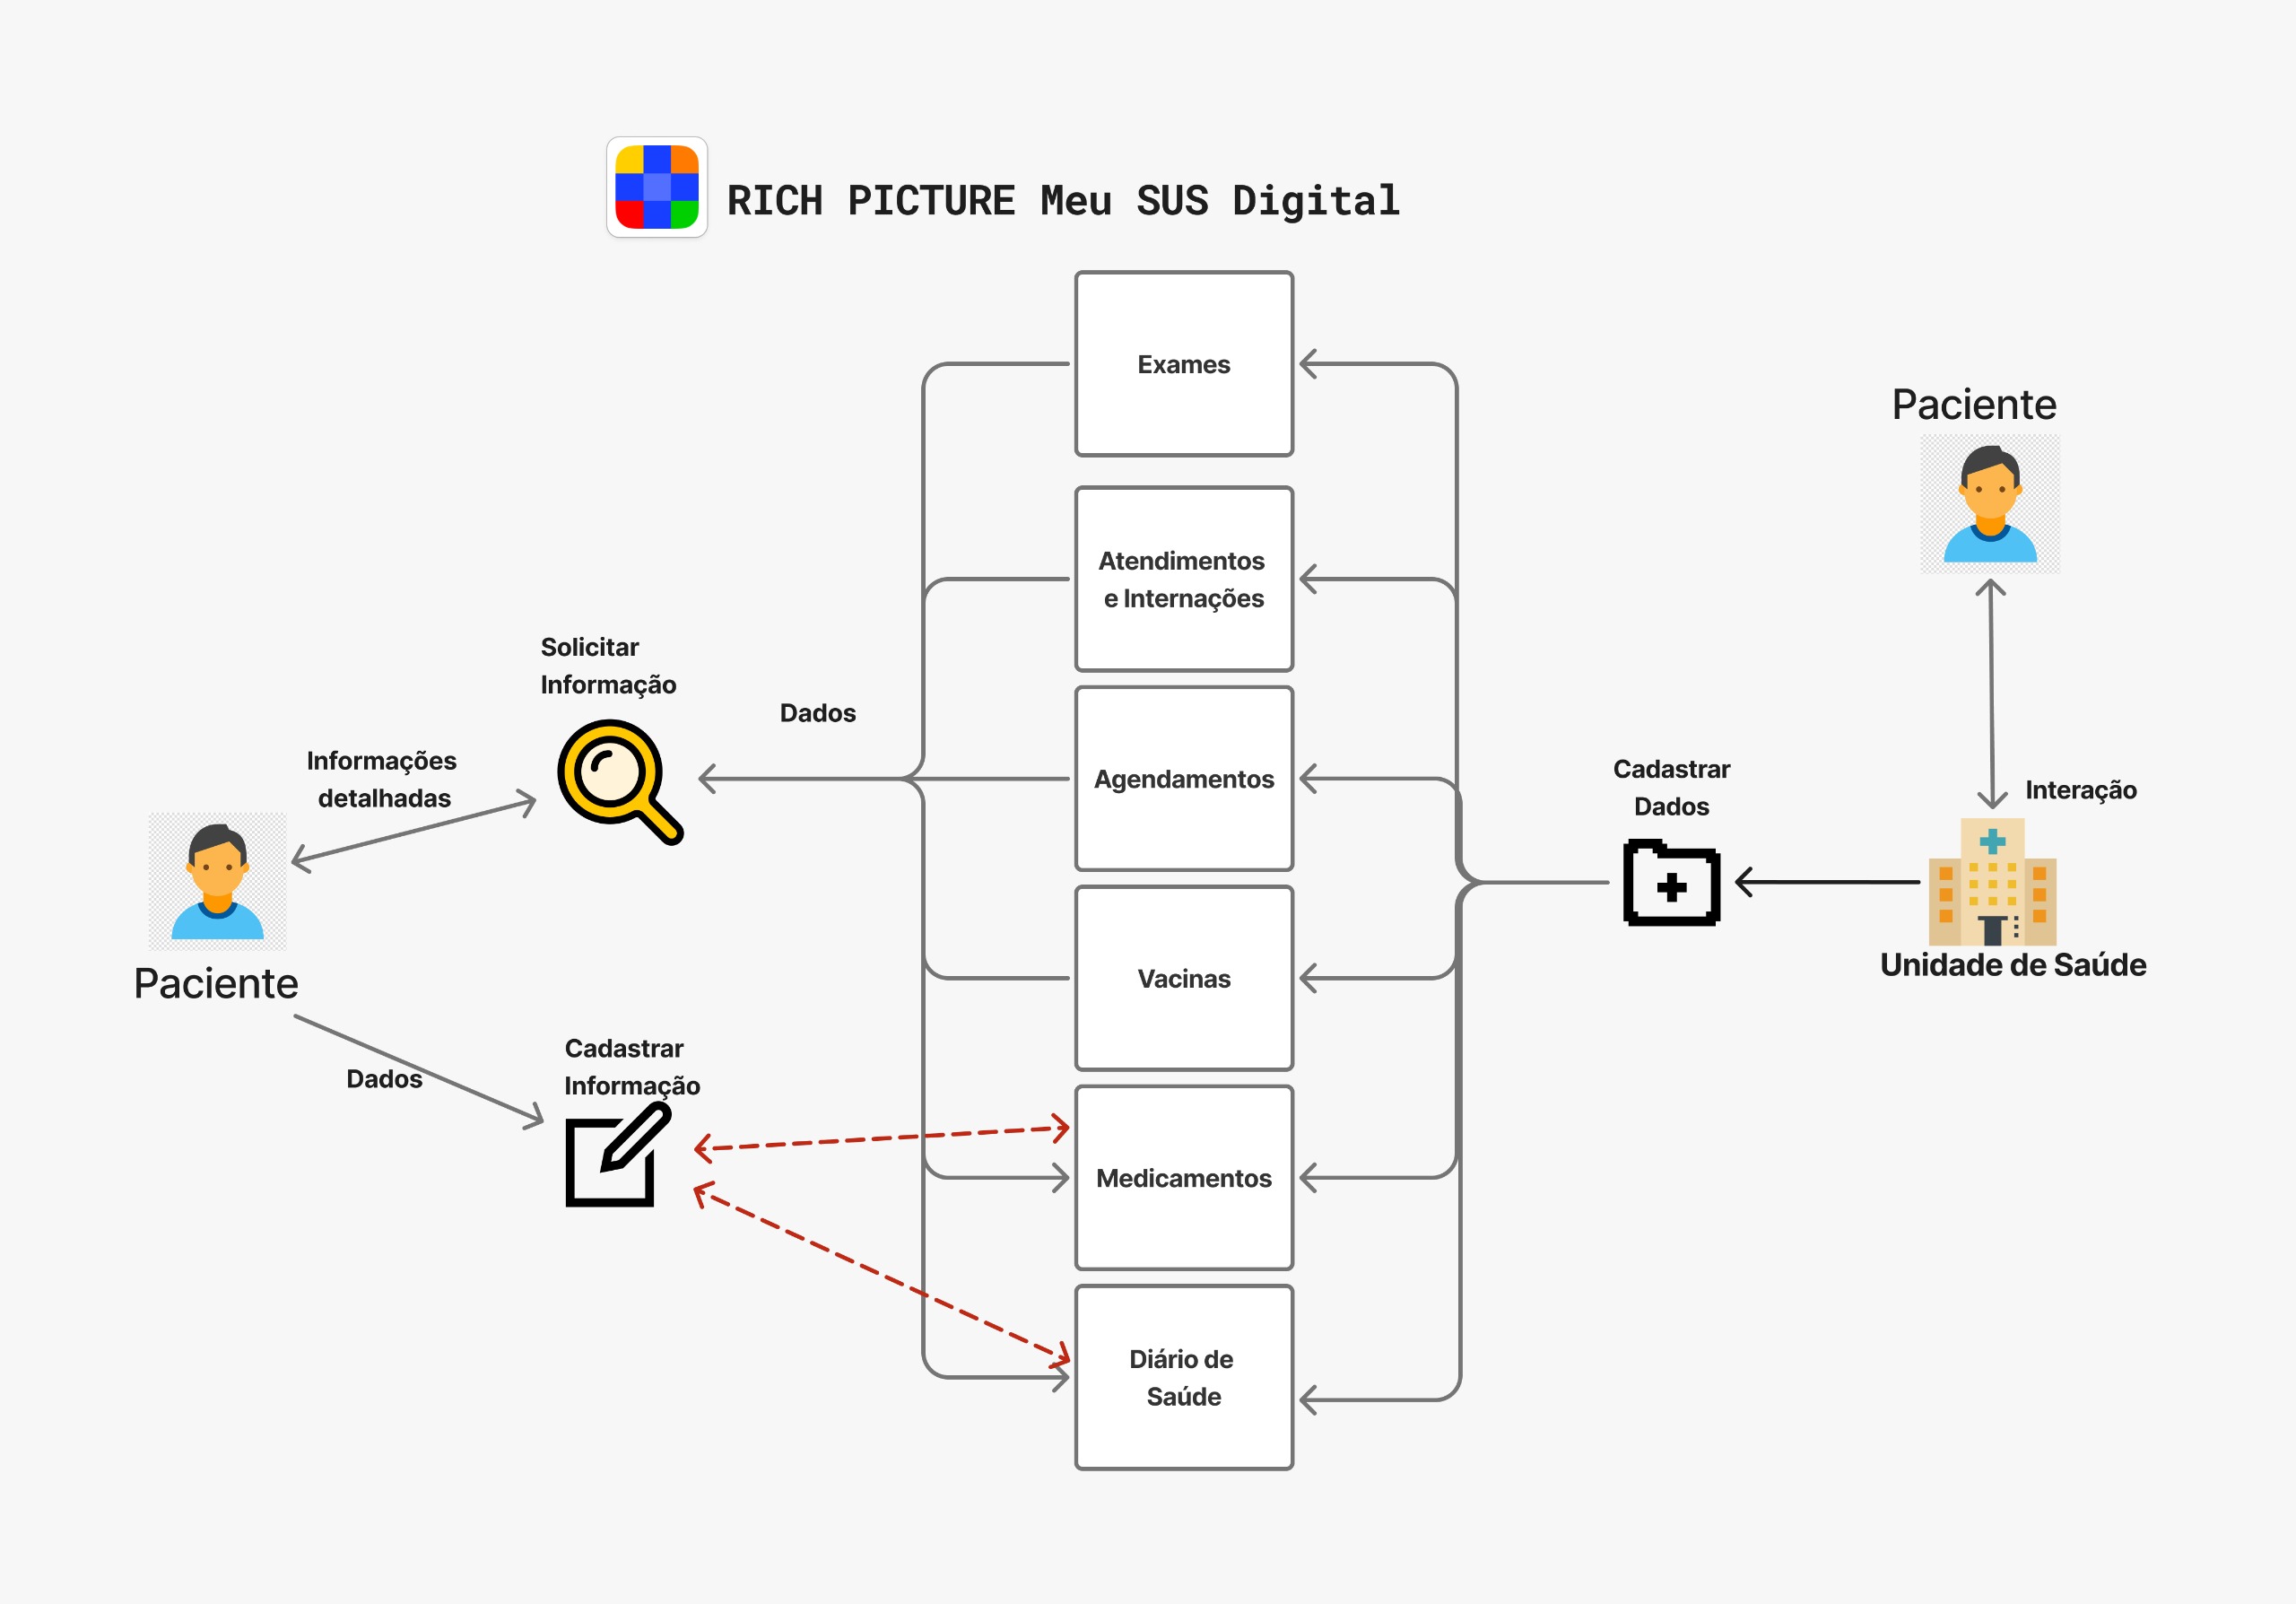 RICH PICTURE Meu SUS Digital
Exames
Paciente
Atendimentos
e Internações
Solicitar
Informação
Dados
Informações
detalhadas
Agendamentos
Cadastrar
Dados
Interação
Paciente
Vacinas
Unidade de Saúde
Cadastrar
Informação
Dados
Medicamentos
Diário de
Saúde